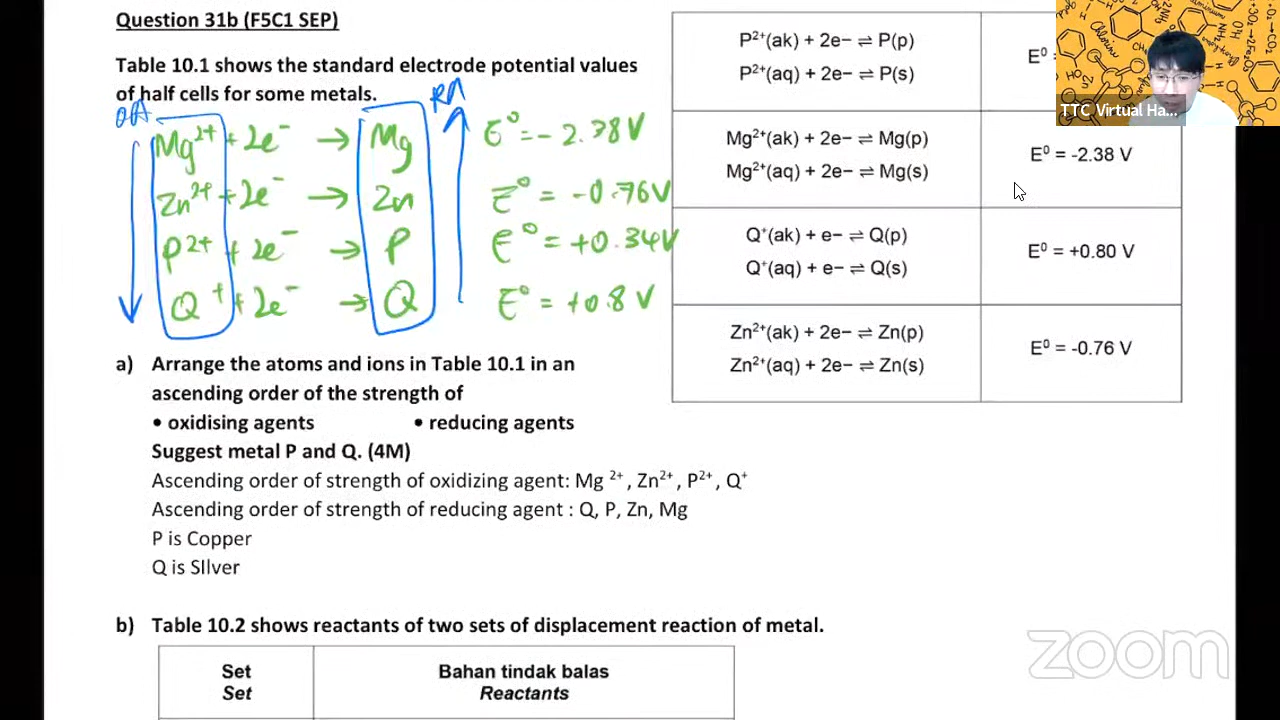 Question 31b (F5C1 SEP)
Table 10.1 shows the standard electrode potential values
of half cells for some metals.
OA
RA
Mg²⁺ + 2e⁻ → Mg E⁰ = -2.38 V
Zn²⁺ + 2e⁻ → Zn E⁰ = -0.76V
P²⁺ + 2e⁻ → P E⁰ = +0.34V
Q⁺ + 2e⁻ → Q E⁰ = +0.8 V
P²⁺(ak) + 2e− ⇌ P(p)
P²⁺(aq) + 2e− ⇌ P(s)
E⁰
Mg²⁺(ak) + 2e− ⇌ Mg(p)
Mg²⁺(aq) + 2e− ⇌ Mg(s)
E⁰ = -2.38 V
Q⁺(ak) + e− ⇌ Q(p)
Q⁺(aq) + e− ⇌ Q(s)
E⁰ = +0.80 V
Zn²⁺(ak) + 2e− ⇌ Zn(p)
Zn²⁺(aq) + 2e− ⇌ Zn(s)
E⁰ = -0.76 V
TTC Virtual Ha...
a) Arrange the atoms and ions in Table 10.1 in an
ascending order of the strength of
• oxidising agents • reducing agents
Suggest metal P and Q. (4M)
Ascending order of strength of oxidizing agent: Mg ²⁺ , Zn²⁺ , P²⁺ , Q⁺
Ascending order of strength of reducing agent : Q, P, Zn, Mg
P is Copper
Q is SIlver
b) Table 10.2 shows reactants of two sets of displacement reaction of metal.
Set Bahan tindak balas
Set Reactants
zoom